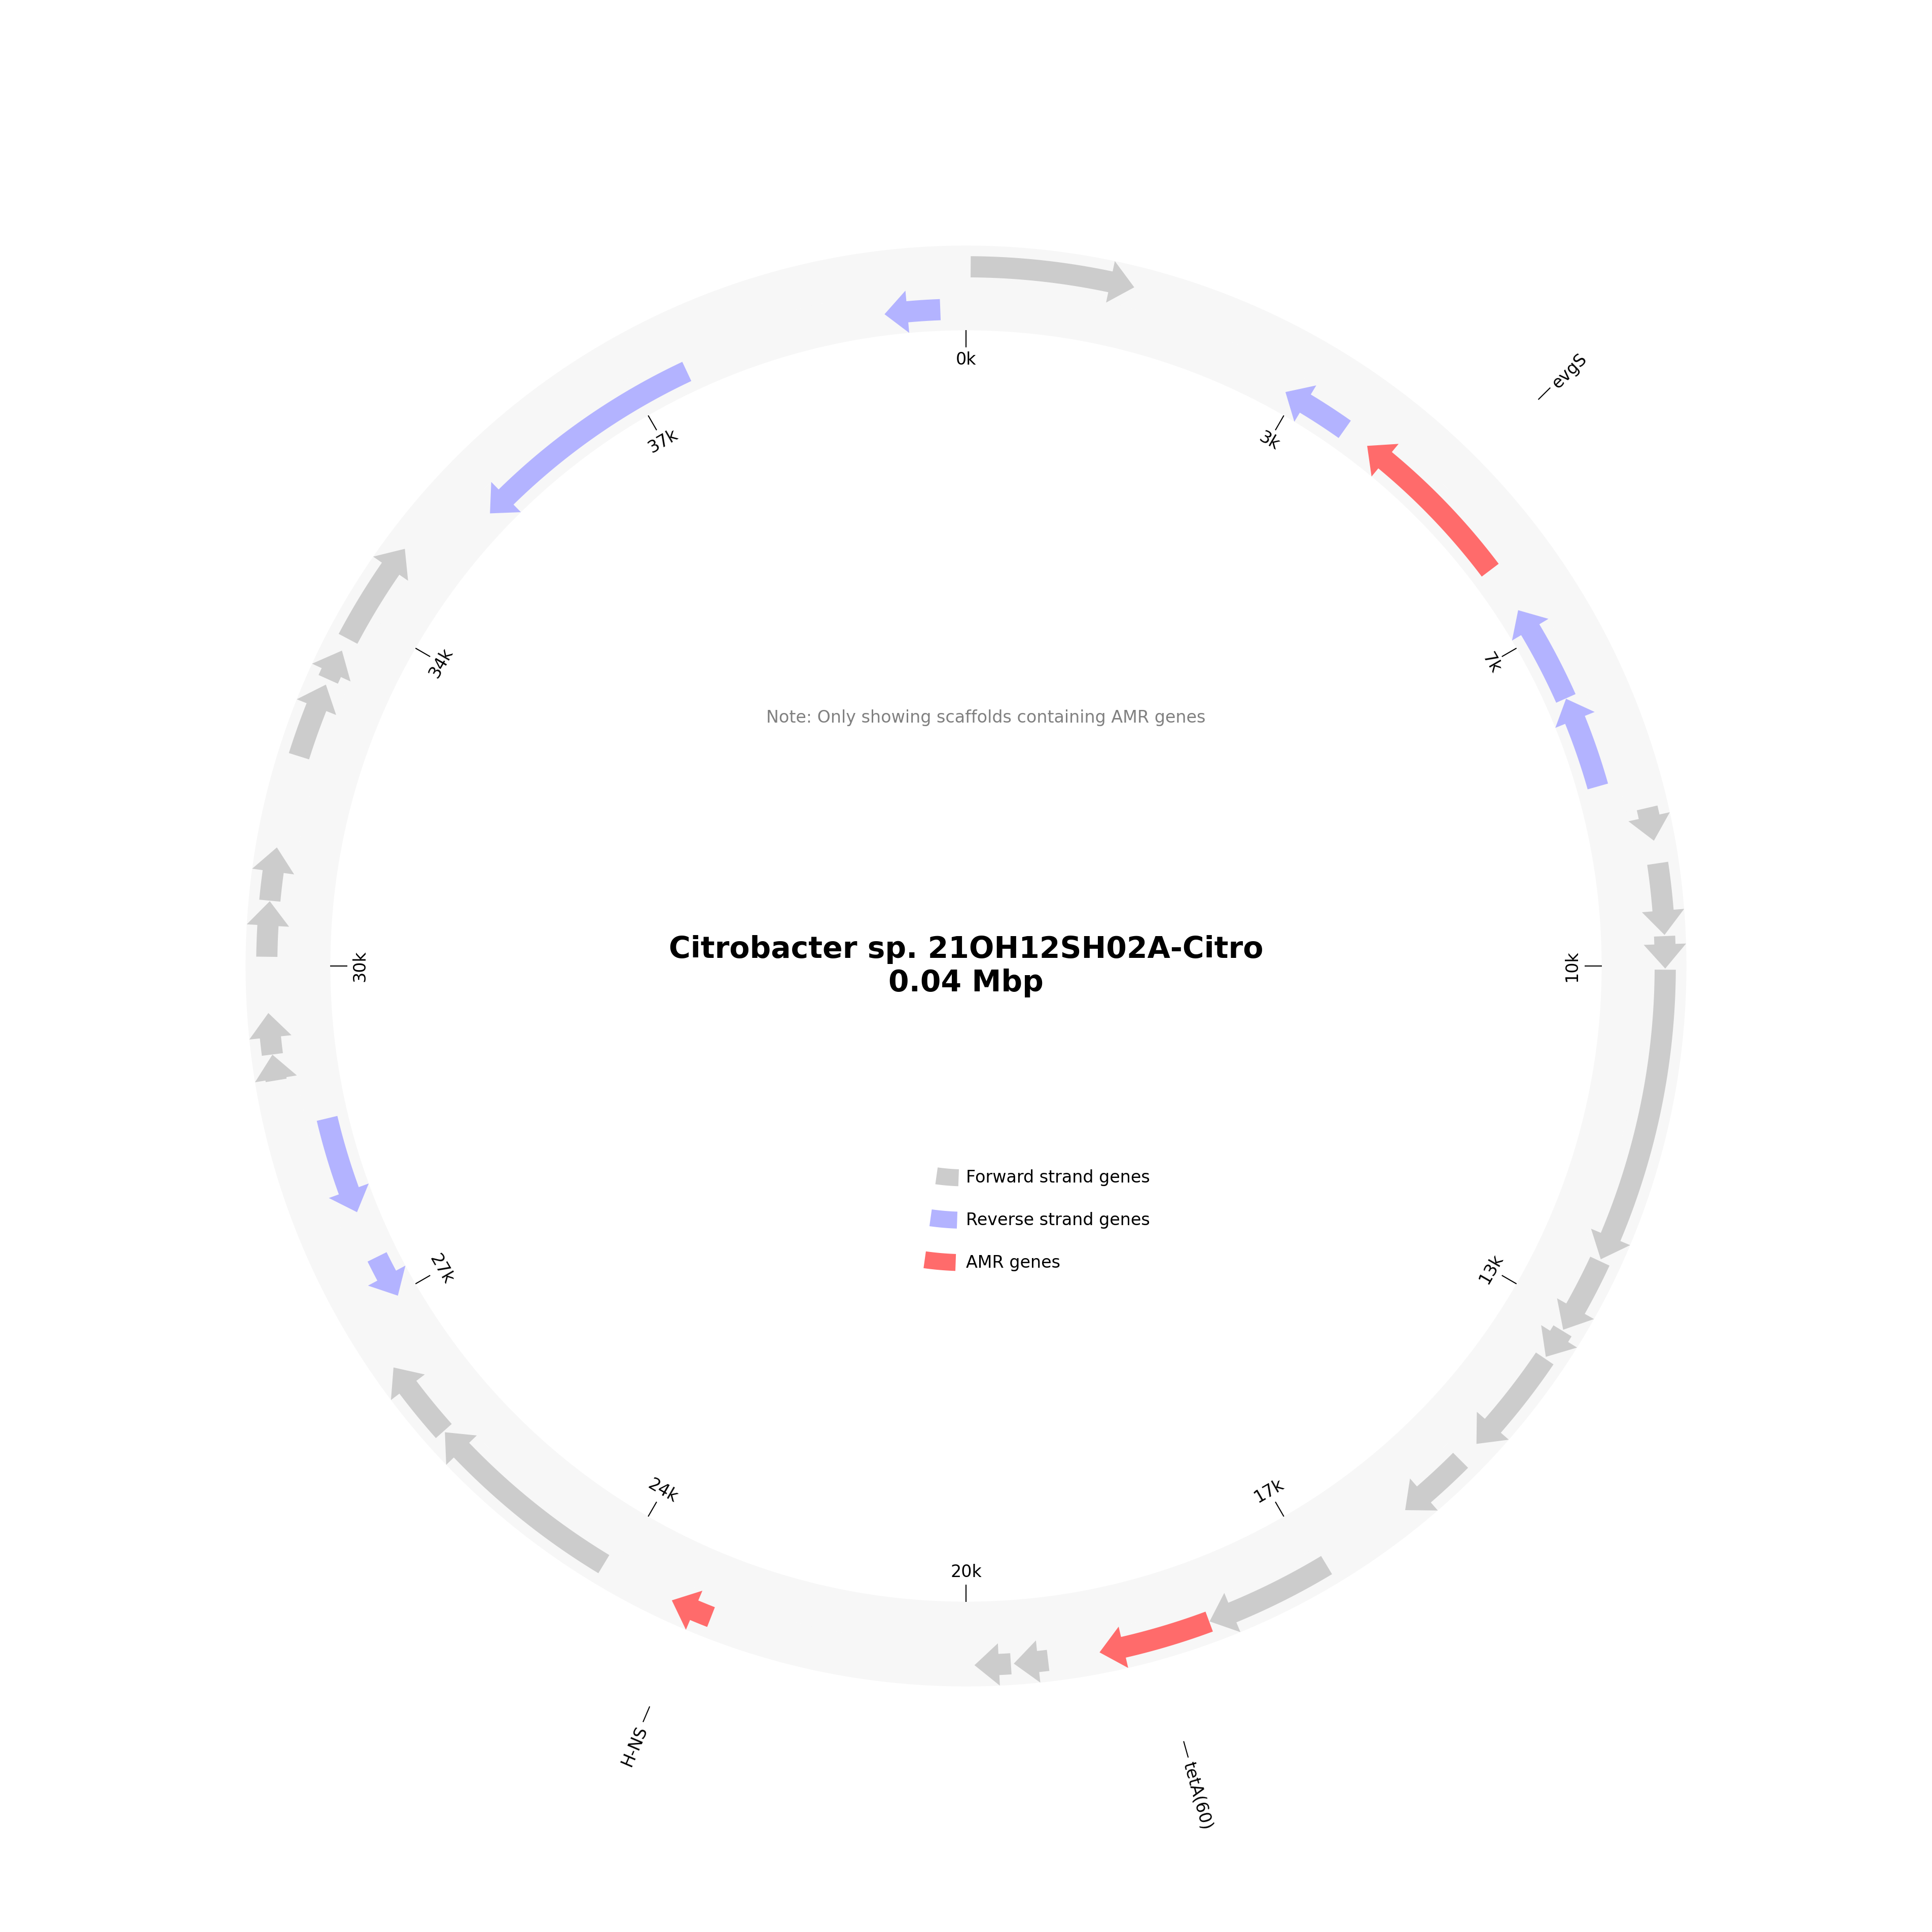 evgS
0k
3k
37k
7k
34k
Note: Only showing scaffolds containing AMR genes
Citrobacter sp. 21OH12SH02A-Citro
0.04 Mbp
10k
30k
Forward strand genes
Reverse strand genes
AMR genes
13k
27k
17k
24k
20k
H-NS
tetA(60)